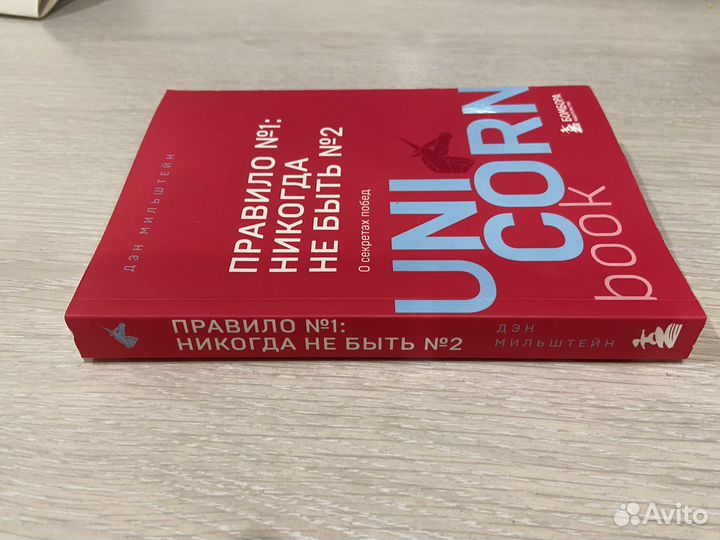 ДЭН МИЛЬШТЕЙН
ПРАВИЛО №1:
НИКОГДА
НЕ БЫТЬ №2
О секретах побед
UNI
CORN
book
БОМБОРА
ПРАВИЛО №1:
НИКОГДА НЕ БЫТЬ №2
ДЭН
МИЛЬШТЕЙН
Avito